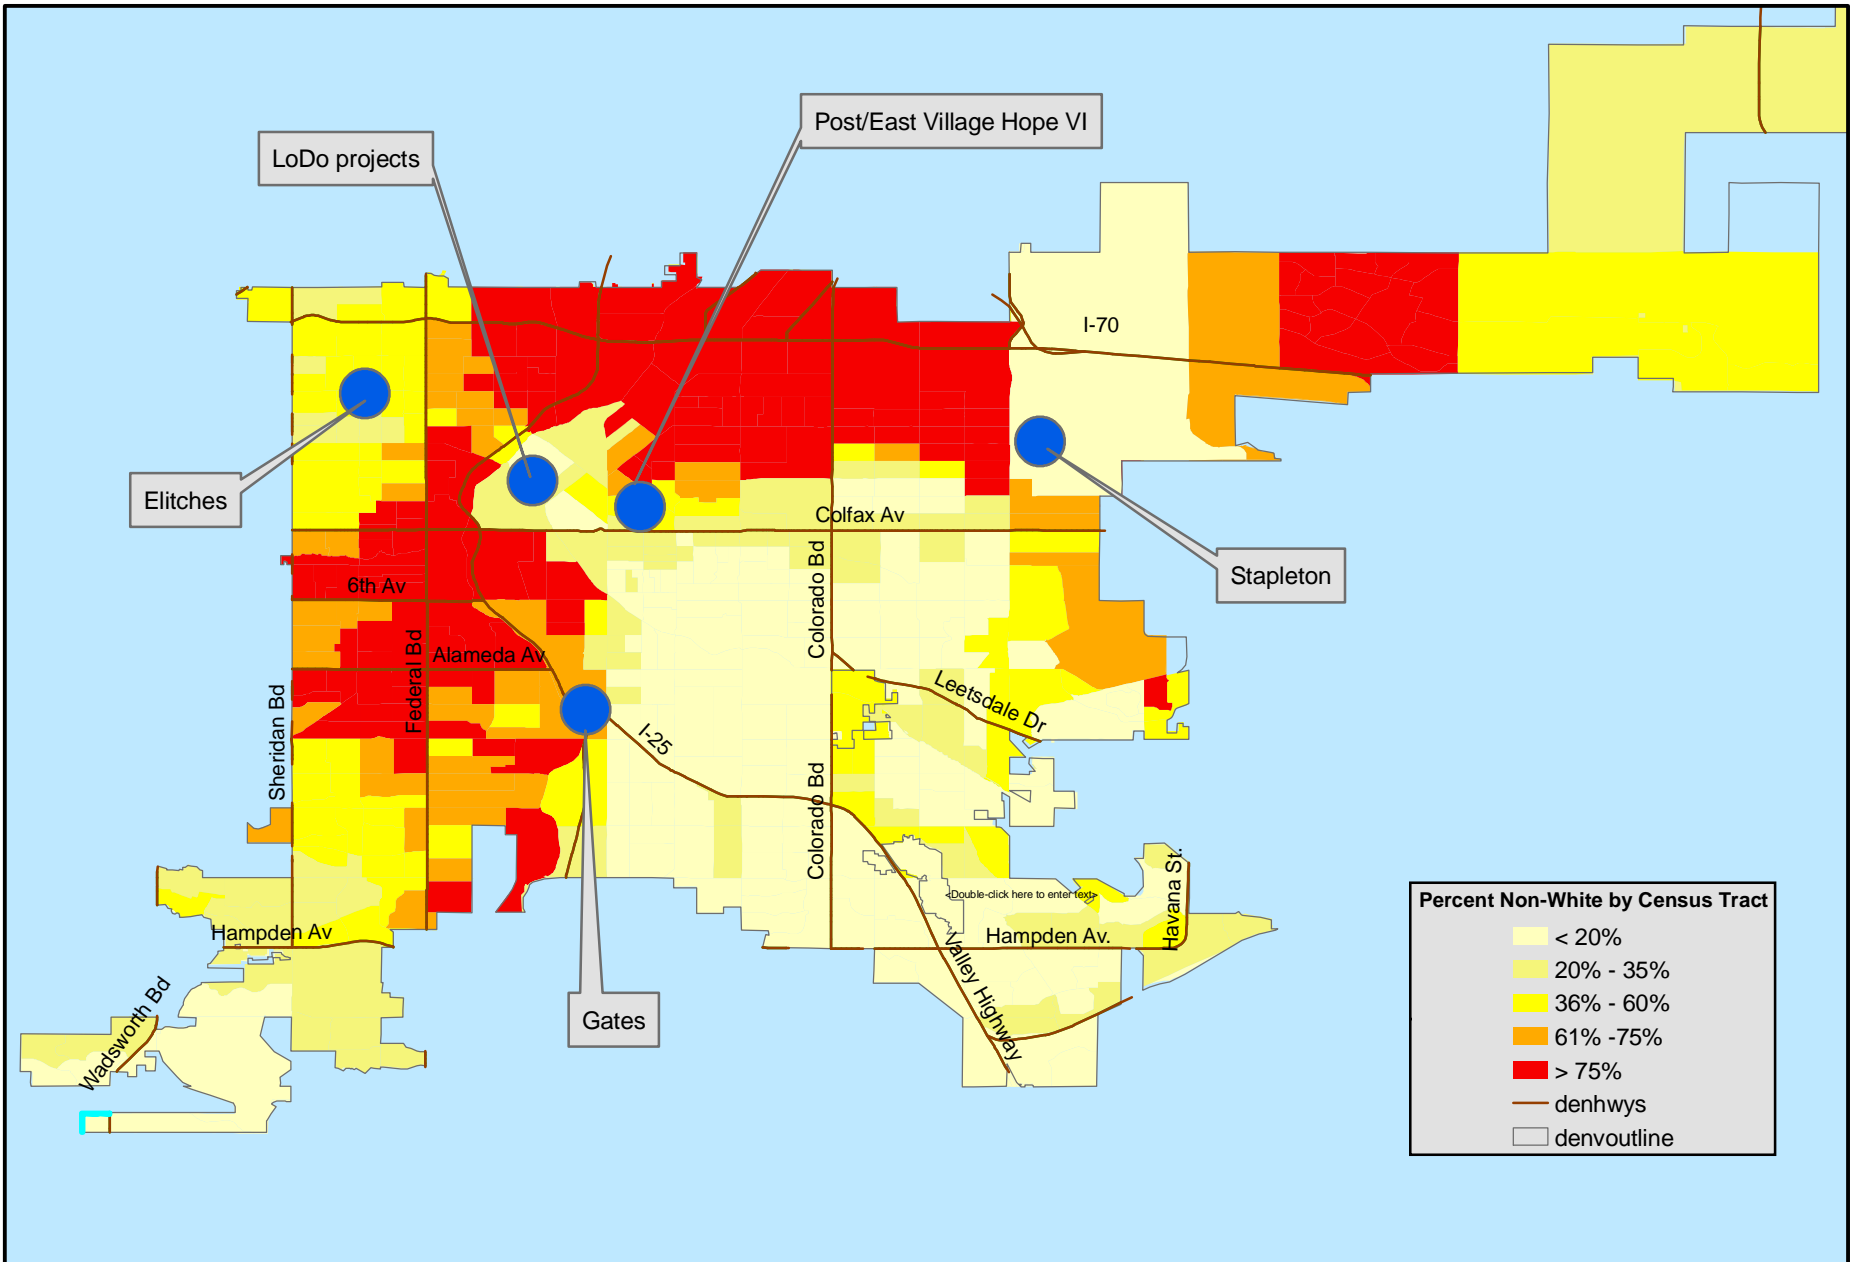 Post/East Village Hope VI
LoDo projects
I-70
Elitches
Colfax Av
Stapleton
6th Av
Colorado Bd
Federal Bd
Alameda Av
Sheridan Bd
Leetsdale Dr
I-25
Colorado Bd
<Double-click here to enter text>
Havana St.
Hampden Av
Hampden Av.
Valley Highway
Wadsworth Bd
Gates
Percent Non-White by Census Tract
< 20%
20% - 35%
36% - 60%
61% -75%
> 75%
denhwys
denvoutline